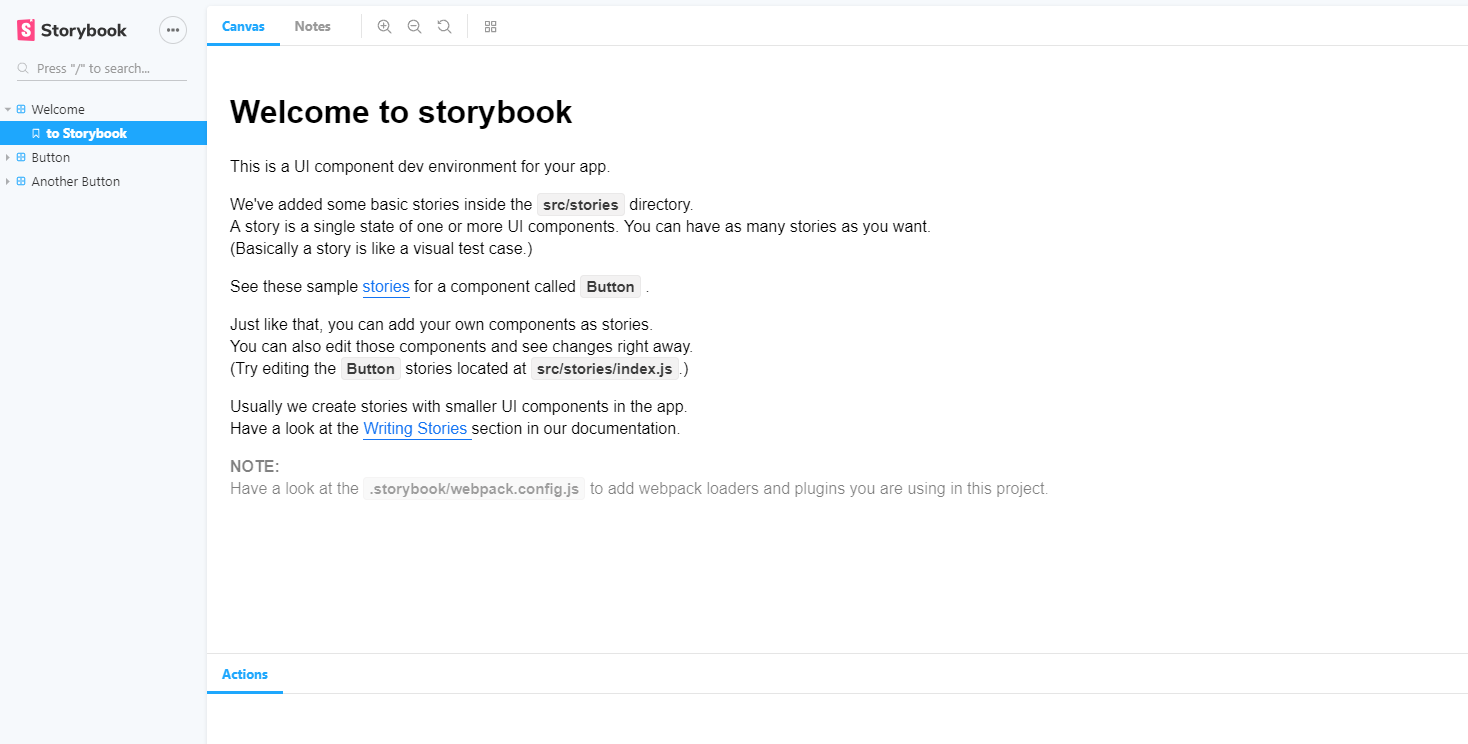 Storybook
Press "/" to search...
Welcome
to Storybook
Button
Another Button
Canvas Notes
Welcome to storybook
This is a UI component dev environment for your app.
We've added some basic stories inside the src/stories directory.
A story is a single state of one or more UI components. You can have as many stories as you want.
(Basically a story is like a visual test case.)
See these sample stories for a component called Button .
Just like that, you can add your own components as stories.
You can also edit those components and see changes right away.
(Try editing the Button stories located at src/stories/index.js.)
Usually we create stories with smaller UI components in the app.
Have a look at the Writing Stories section in our documentation.
NOTE:
Have a look at the .storybook/webpack.config.js to add webpack loaders and plugins you are using in this project.
Actions